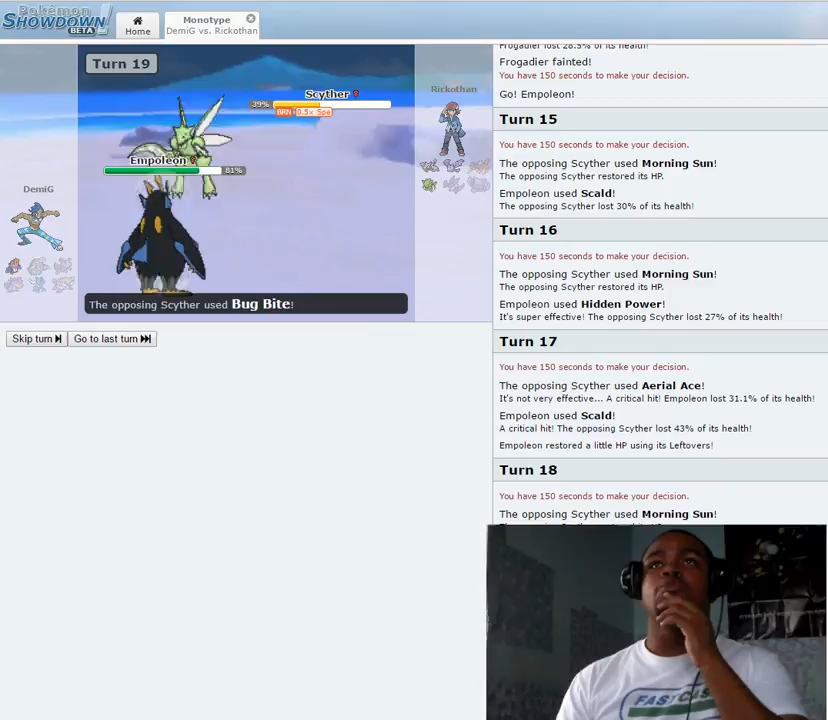 Pokémon
SHOWDOWN!
BETA
Home
Monotype
DemiG vs. Rickothan
Turn 19
Scyther
39%
BRN 0.5x Spe
Empoleon
81%
DemiG
Rickothan
The opposing Scyther used Bug Bite!
Skip turn
Go to last turn
Frogadier lost 28.5% of its health!
Frogadier fainted!
You have 150 seconds to make your decision.
Go! Empoleon!
Turn 15
You have 150 seconds to make your decision.
The opposing Scyther used Morning Sun!
The opposing Scyther restored its HP.
Empoleon used Scald!
The opposing Scyther lost 30% of its health!
Turn 16
You have 150 seconds to make your decision.
The opposing Scyther used Morning Sun!
The opposing Scyther restored its HP.
Empoleon used Hidden Power!
It's super effective! The opposing Scyther lost 27% of its health!
Turn 17
You have 150 seconds to make your decision.
The opposing Scyther used Aerial Ace!
It's not very effective... A critical hit! Empoleon lost 31.1% of its health!
Empoleon used Scald!
A critical hit! The opposing Scyther lost 43% of its health!
Empoleon restored a little HP using its Leftovers!
Turn 18
You have 150 seconds to make your decision.
The opposing Scyther used Morning Sun!